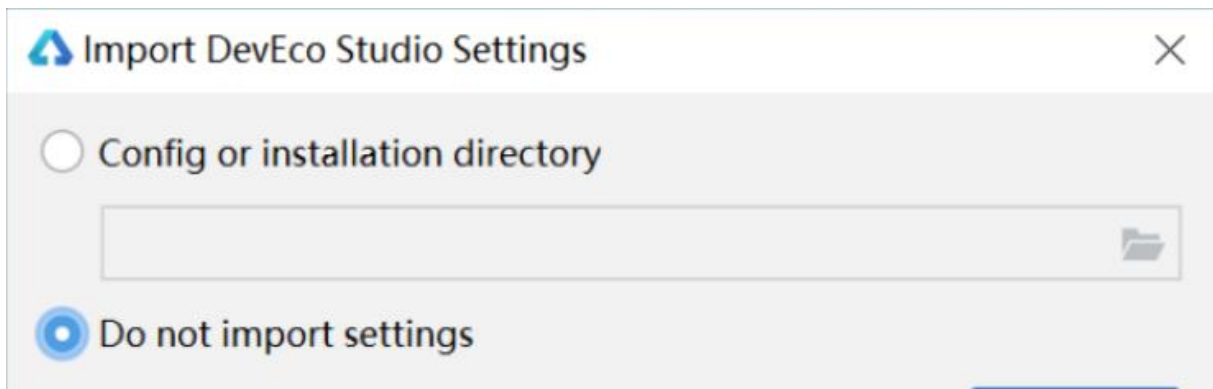 Import DevEco Studio Settings
Config or installation directory
Do not import settings